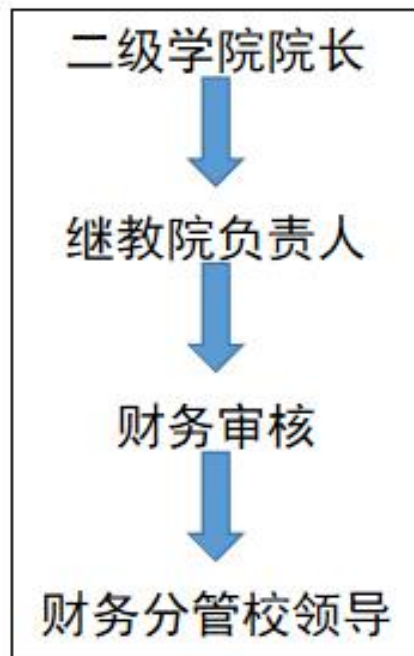 二级学院院长
继教院负责人
财务审核
财务分管校领导